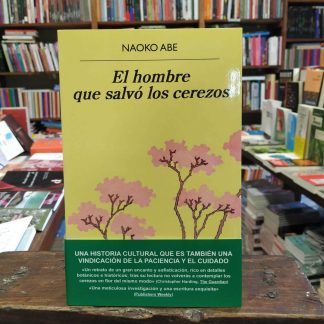 NAOKO ABE
El hombre
que salvó los cerezos
UNA HISTORIA CULTURAL QUE ES TAMBIÉN UNA
VINDICACIÓN DE LA PACIENCIA Y EL CUIDADO
«Un retrato de un gran encanto y sofisticación, rico en detalles
botánicos e históricos: tras su lectura no volverás a contemplar los
cerezos en flor del mismo modo» (Christopher Harding, The Guardian)
«Una meticulosa investigación y una escritura exquisita»
(Publishers Weekly)